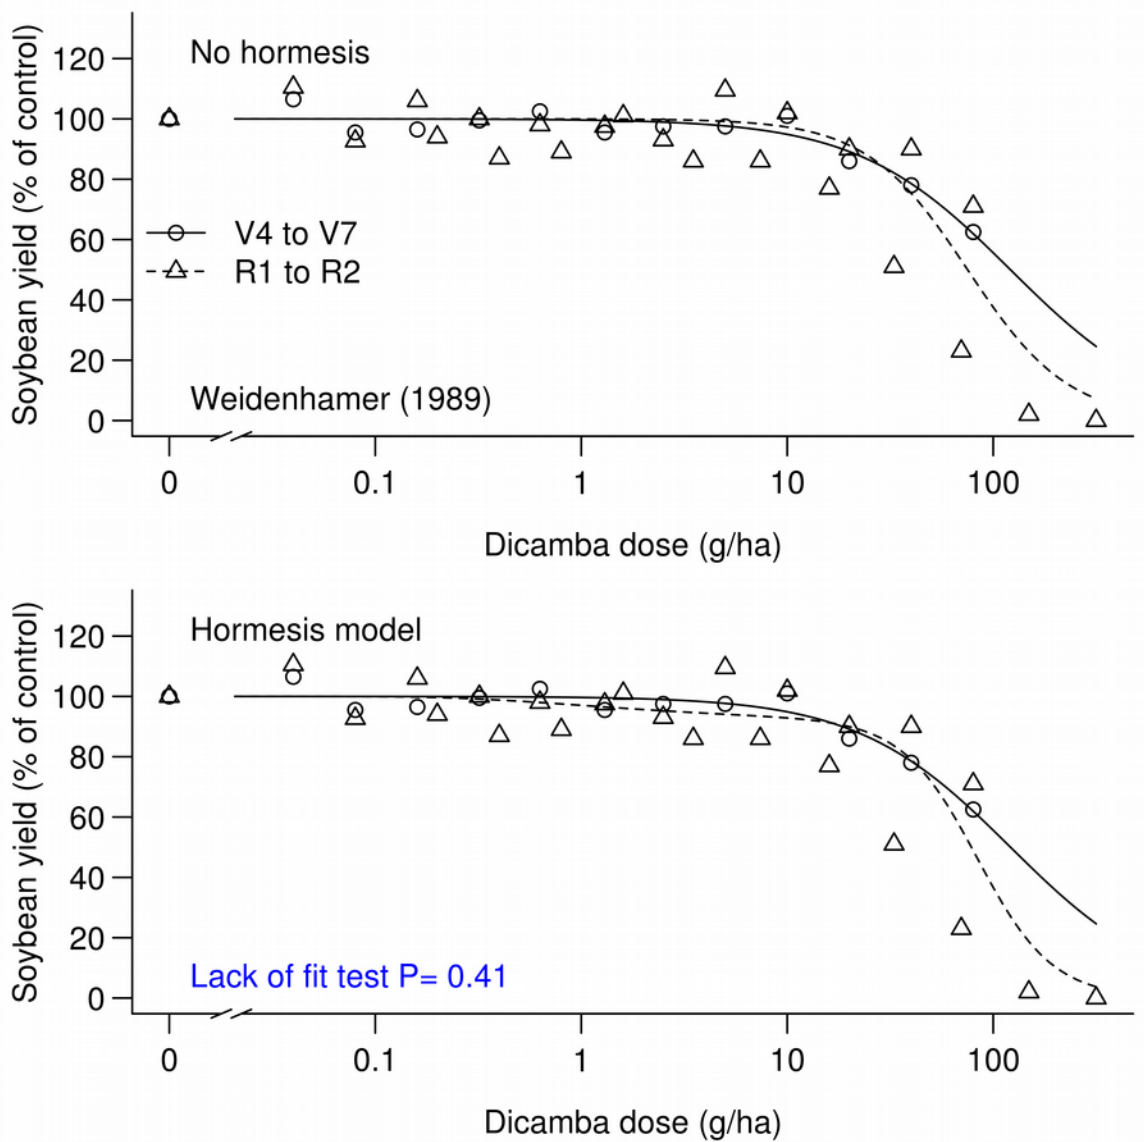 Soybean yield (% of control)
120
100
80
60
40
20
0
No hormesis
V4 to V7
R1 to R2
Weidenhamer (1989)
0
0.1
1
10
100
Dicamba dose (g/ha)
Soybean yield (% of control)
120
100
80
60
40
20
0
Hormesis model
Lack of fit test P= 0.41
0
0.1
1
10
100
Dicamba dose (g/ha)